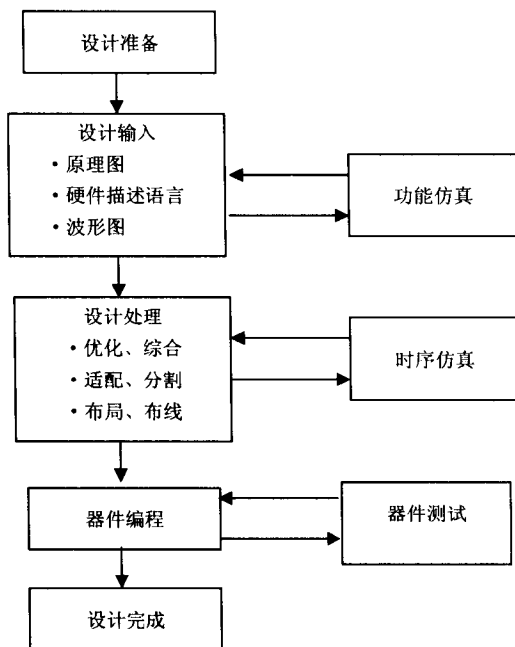 设计准备
设计输入
·原理图
·硬件描述语言
·波形图
功能仿真
设计处理
·优化、综合
·适配、分割
·布局、布线
时序仿真
器件编程
器件测试
设计完成